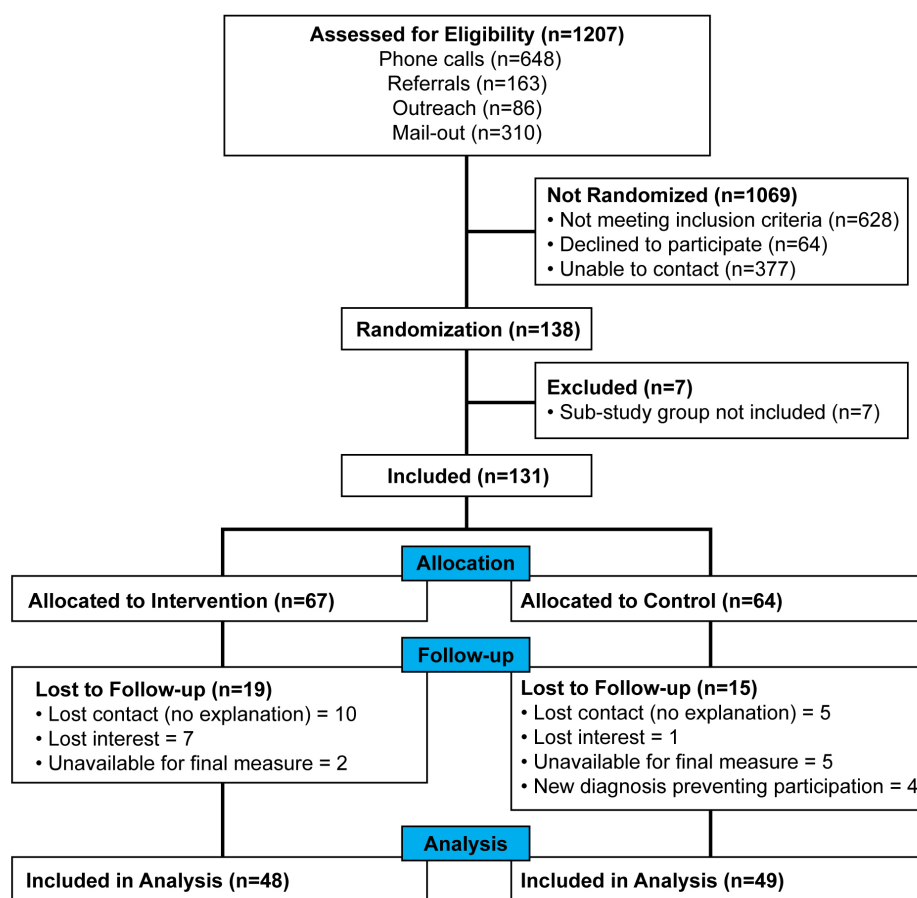 Assessed for Eligibility (n=1207)
Phone calls (n=648)
Referrals (n=163)
Outreach (n=86)
Mail-out (n=310)
Not Randomized (n=1069)
• Not meeting inclusion criteria (n=628)
• Declined to participate (n=64)
• Unable to contact (n=377)
Randomization (n=138)
Excluded (n=7)
• Sub-study group not included (n=7)
Included (n=131)
Allocation
Allocated to Intervention (n=67)
Allocated to Control (n=64)
Follow-up
Lost to Follow-up (n=19)
• Lost contact (no explanation) = 10
• Lost interest = 7
• Unavailable for final measure = 2
Lost to Follow-up (n=15)
• Lost contact (no explanation) = 5
• Lost interest = 1
• Unavailable for final measure = 5
• New diagnosis preventing participation = 4
Analysis
Included in Analysis (n=48)
Included in Analysis (n=49)